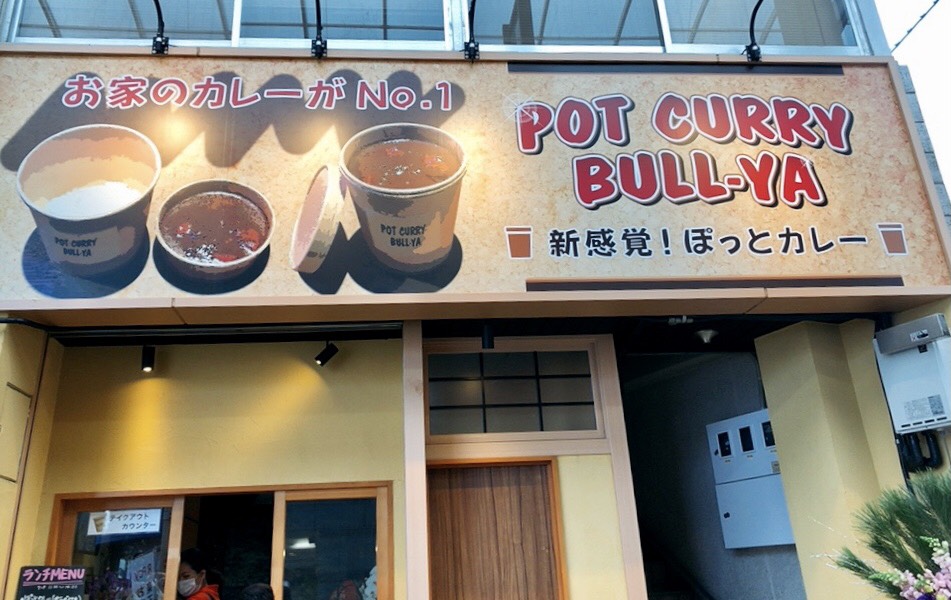 お家のカレーが No.1
POT CURRY
BULL-YA
POT CURRY
BULL-YA
POT CURRY
BULL-YA
新感覚！ぽっとカレー
テイクアウト
カウンター
ランチMENU